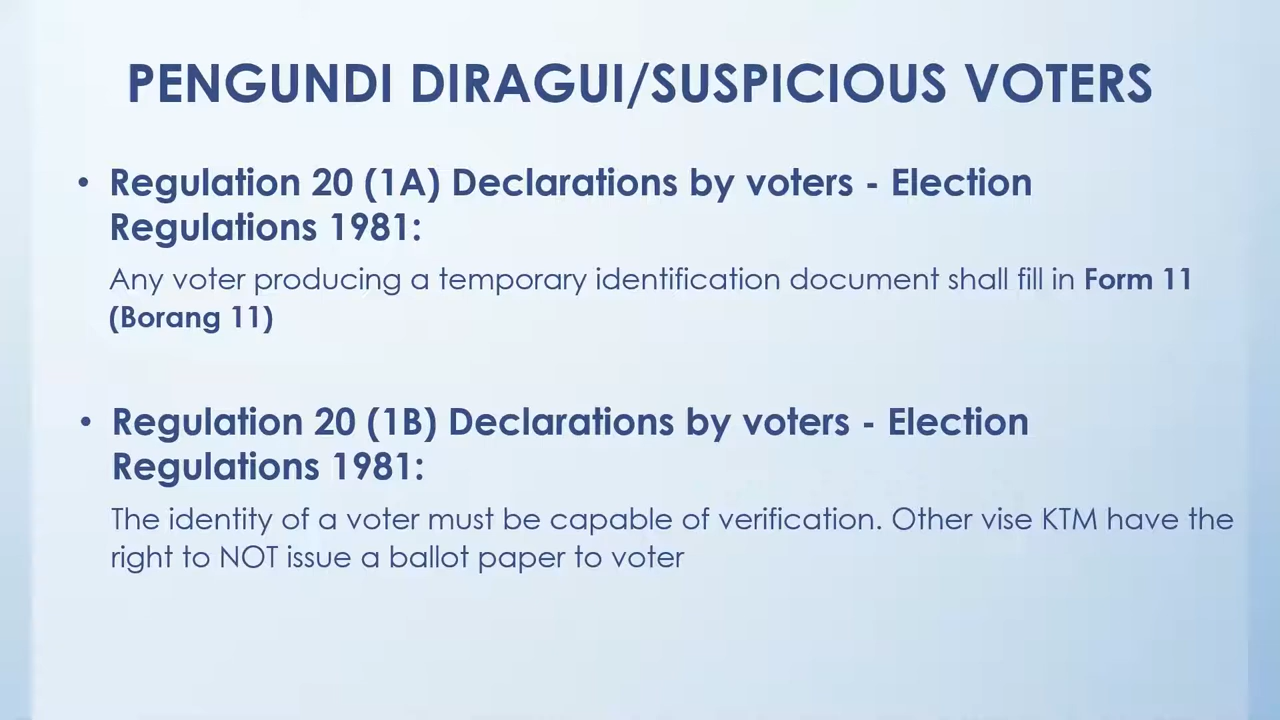 PENGUNDI DIRAGUI/SUSPICIOUS VOTERS
• Regulation 20 (1A) Declarations by voters - Election
Regulations 1981:
Any voter producing a temporary identification document shall fill in Form 11
(Borang 11)
• Regulation 20 (1B) Declarations by voters - Election
Regulations 1981:
The identity of a voter must be capable of verification. Other vise KTM have the
right to NOT issue a ballot paper to voter